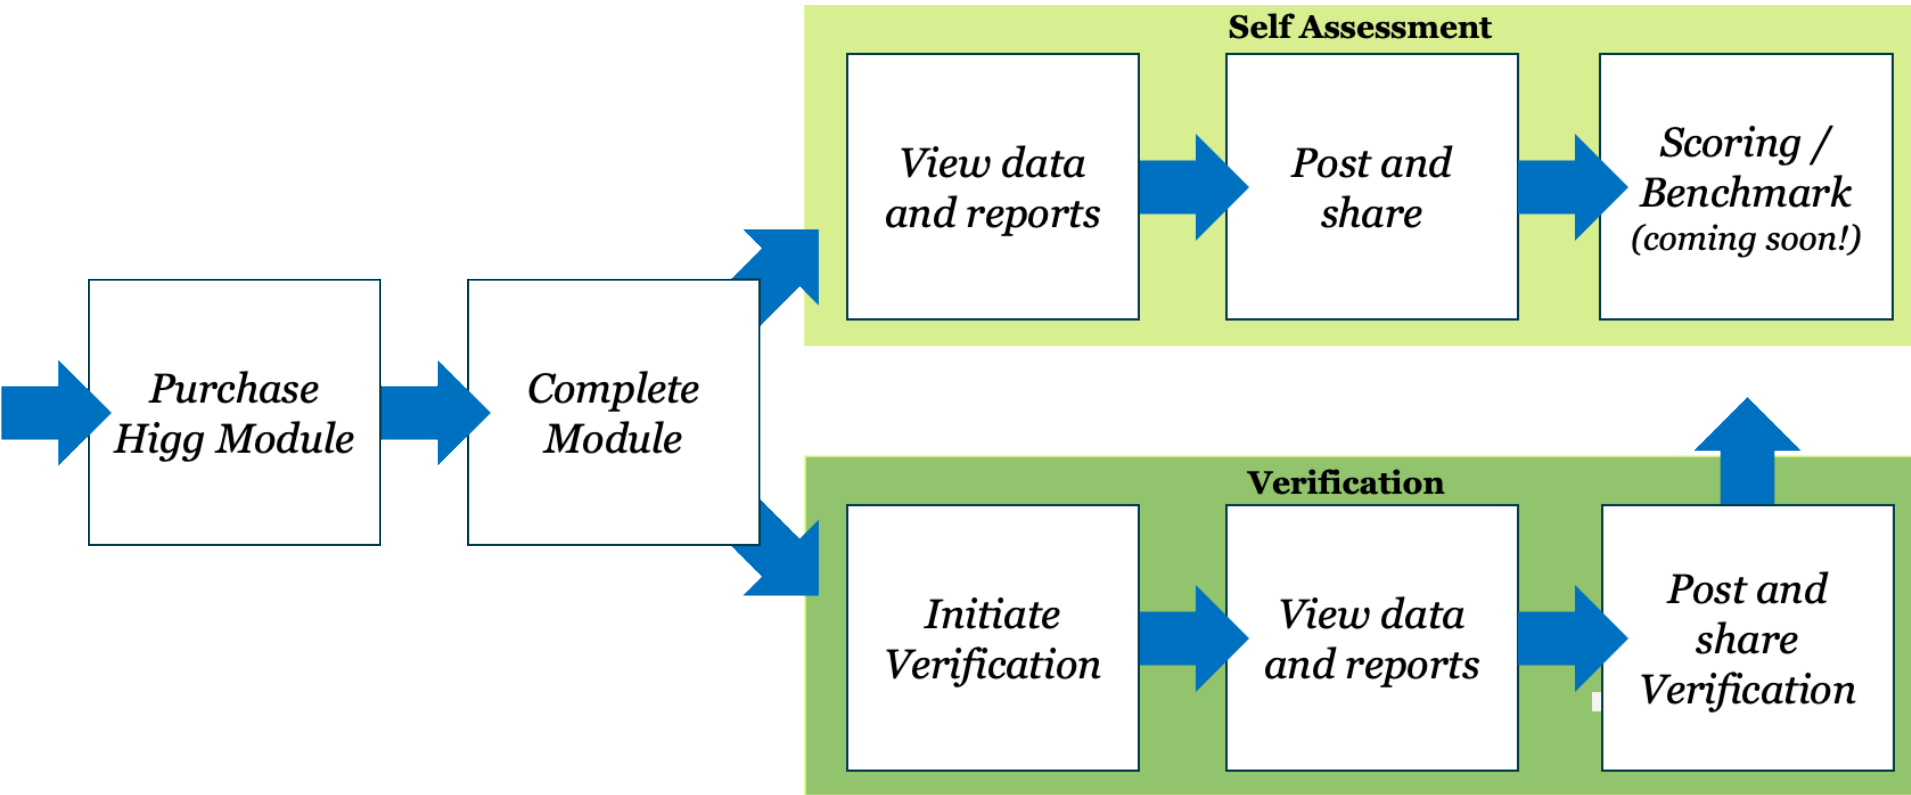 Self Assessment
View data
and reports
Post and
share
Scoring /
Benchmark
(coming soon!)
Purchase
Higg Module
Complete
Module
Verification
Initiate
Verification
View data
and reports
Post and
share
Verification